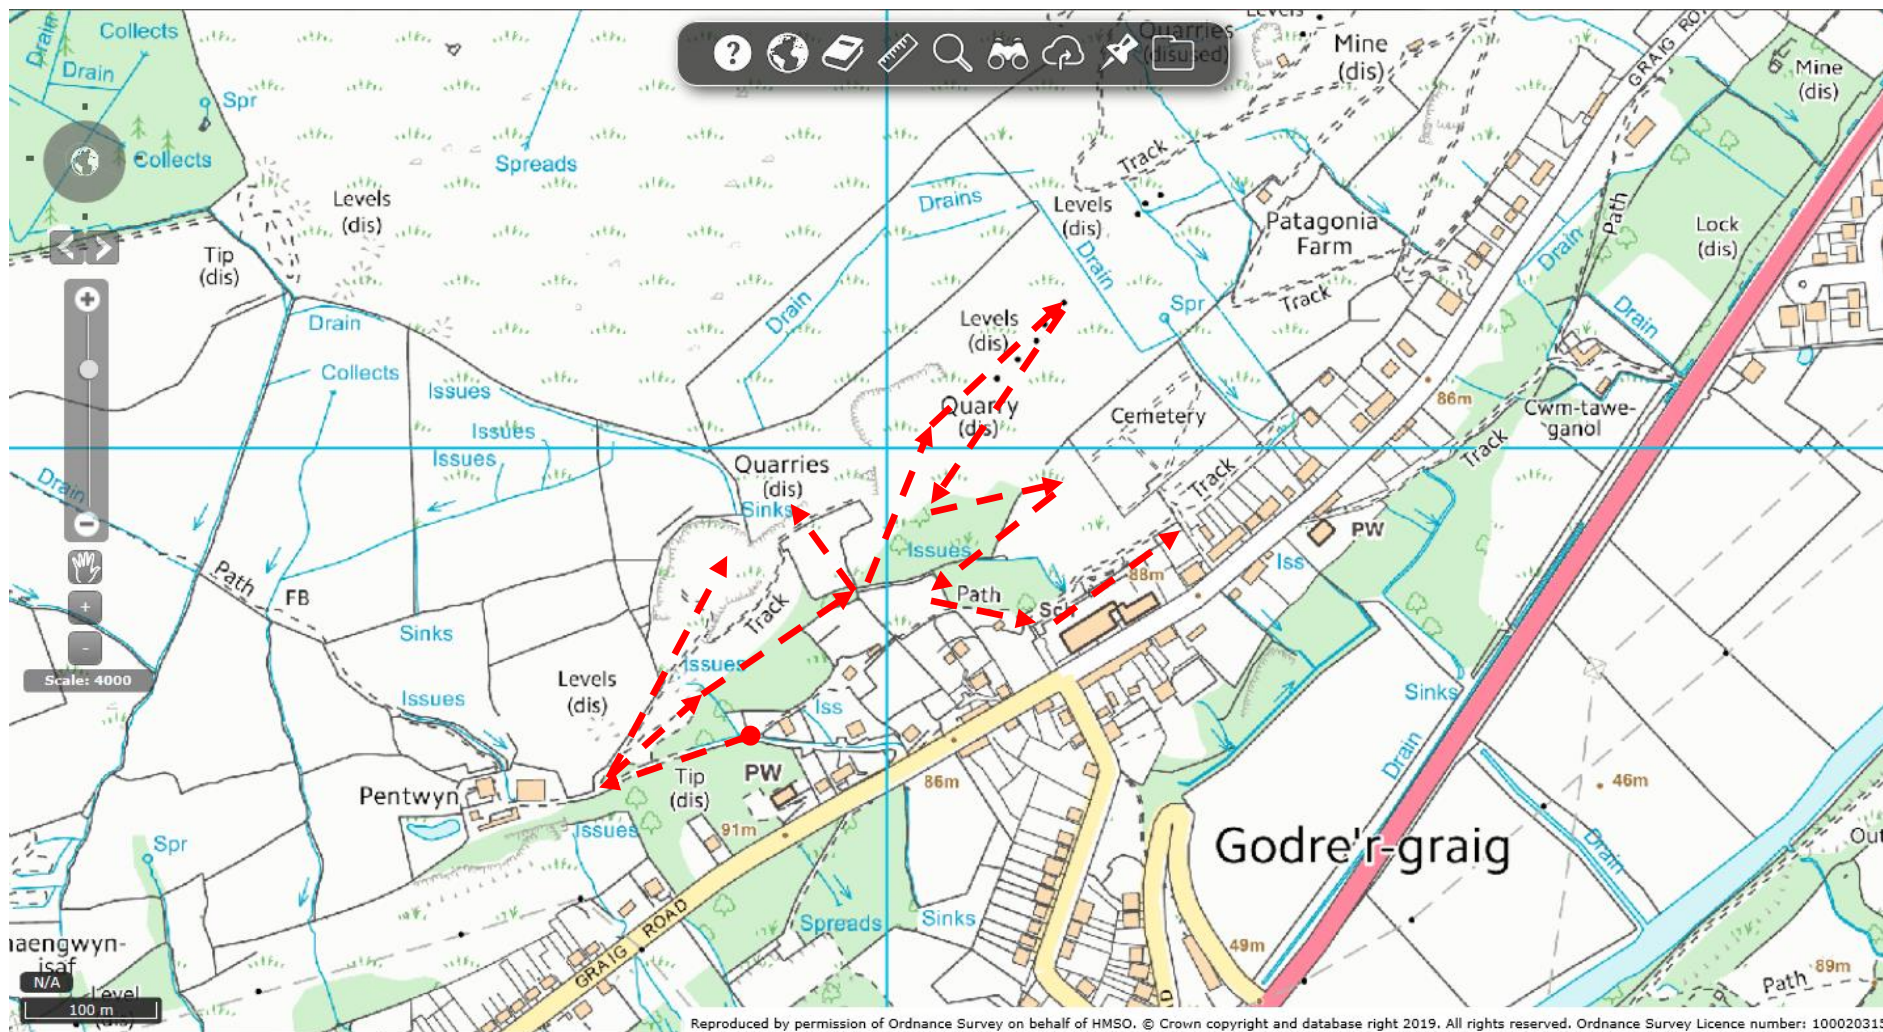 Drain
Collects
Drain
Spr
Collects
Spreads
Levels
(dis)
Tip
(dis)
Drain
Collects
Issues
Issues
Issues
Drain
Path
FB
Sinks
Issues
Levels
(dis)
Pentwyn
Spr
Issues
Scale: 4000
N/A
100 m
Level
isaf
GRAIG ROAD
91m
Tip
(dis)
PW
Iss
Issues
Track
Quarries
(dis)
Sinks
Drain
Drains
Levels
(dis)
Quarry
(dis)
Issues
Path
Sch
88m
86m
Spreads
Sinks
Quarries
(disused)
Levels
Mine
(dis)
Track
Levels
(dis)
Drain
Spr
Patagonia
Farm
Track
Cemetery
Track
PW
Iss
86m
Track
Cwm-tawe-
ganol
GRAIG RO
Mine
(dis)
Path
Lock
(dis)
Drain
Drain
Sinks
Drain
46m
Drain
Godre'r-graig
49m
D
Out
Path
89m
Reproduced by permission of Ordnance Survey on behalf of HMSO. © Crown copyright and database right 2019. All rights reserved. Ordnance Survey Licence number: 100020315